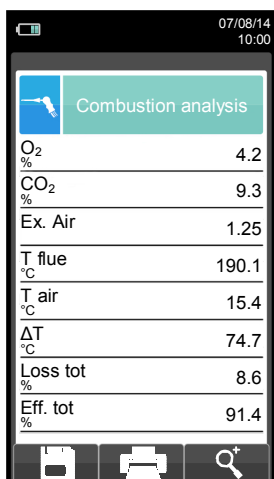 07/08/14
10:00
Combustion analysis
O₂
% 4.2
CO₂
% 9.3
Ex. Air 1.25
T flue
°C 190.1
T air
°C 15.4
ΔT
°C 74.7
Loss tot
% 8.6
Eff. tot
% 91.4